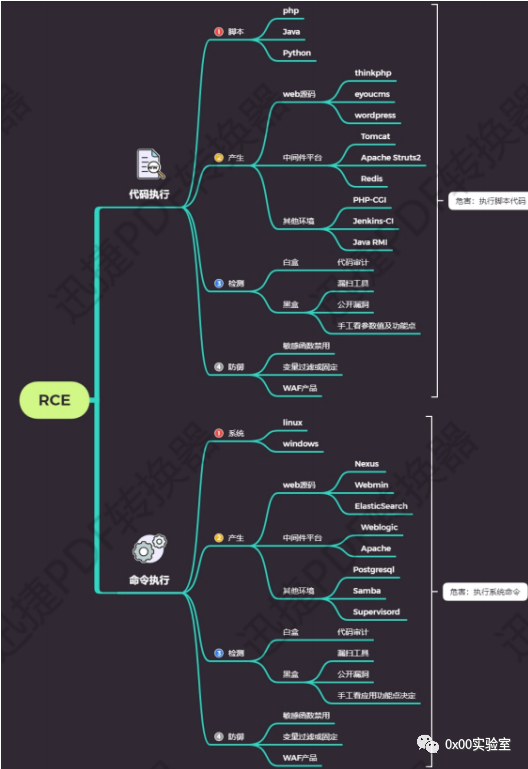 php
脚本
Java
Python
thinkphp
web源码
eyoucms
wordpress
Tomcat
代码执行
产生
中间件平台
Apache Struts2
Redis
PHP-CGI
危害：执行脚本代码
其他环境
Jenkins-CI
Java RMI
白盒
代码审计
检测
漏扫工具
黑盒
公开漏洞
手工看参数值及功能点
敏感函数禁用
防御
变量过滤或固定
WAF产品
RCE
linux
系统
windows
Nexus
web源码
Webmin
ElasticSearch
Weblogic
产生
中间件平台
Apache
命令执行
Postgresql
其他环境
Samba
危害：执行系统命令
Supervisord
白盒
代码审计
检测
漏扫工具
黑盒
公开漏洞
手工看应用功能点决定
敏感函数禁用
防御
变量过滤或固定
WAF产品
0x00实验室
迅捷PDF转换器